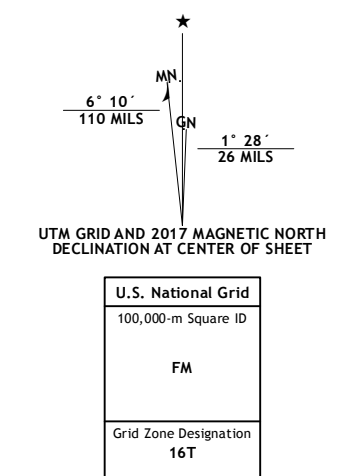 ★
MN
6° 10´
110 MILS
GN
1° 28´
26 MILS
UTM GRID AND 2017 MAGNETIC NORTH
DECLINATION AT CENTER OF SHEET
U.S. National Grid
100,000-m Square ID
FM
Grid Zone Designation
16T